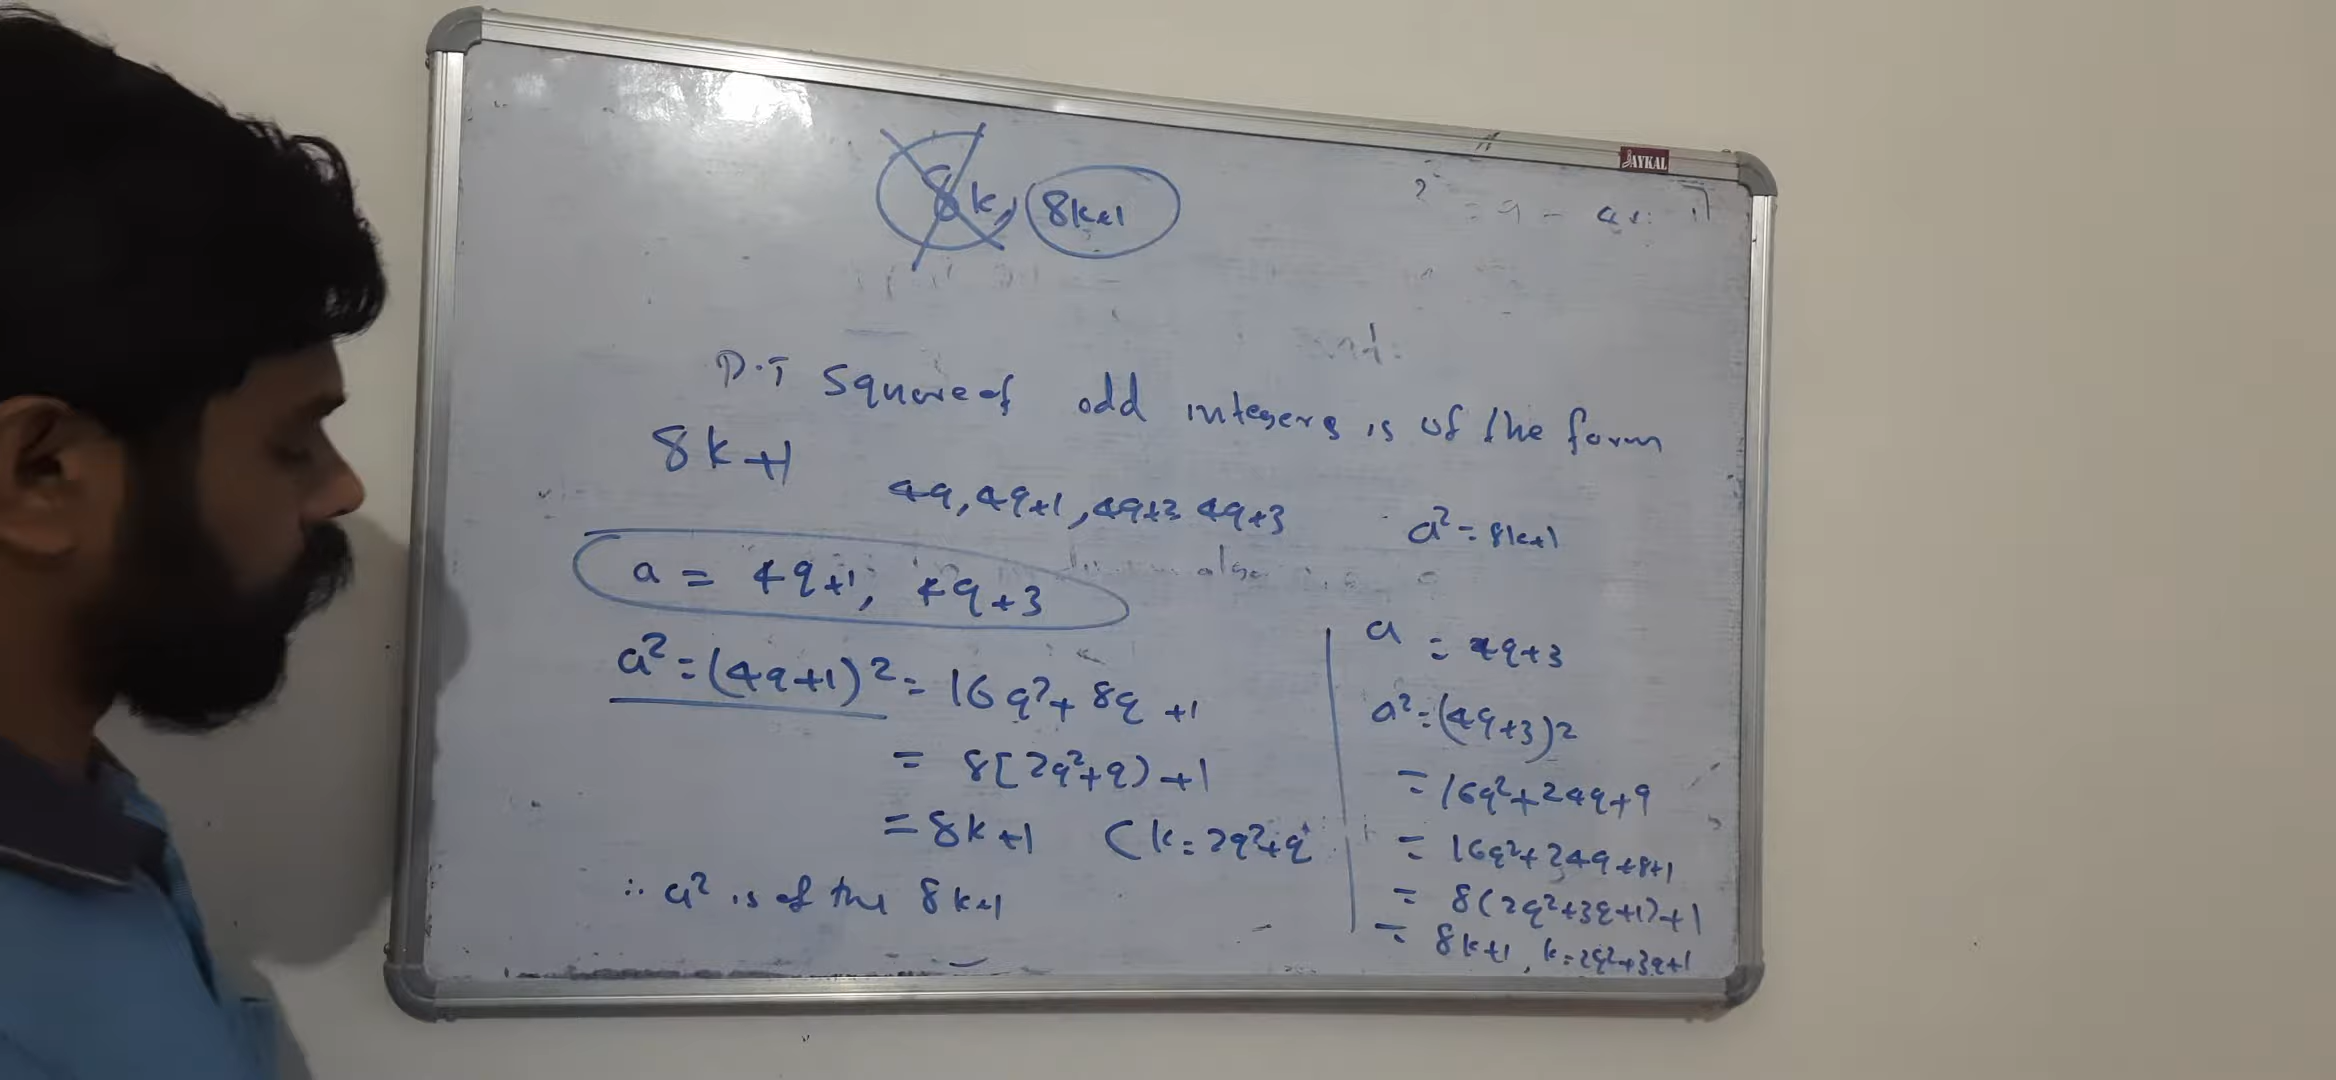 JAYKAL
8k, 8k+1
P.T Square of odd integers is of the form
8k+1
4q, 4q+1, 4q+2 4q+3
a² = 8k+1
a = 4q+1, 4q+3
a² = (4q+1)² = 16q² + 8q +1
= 8[2q²+q)+1
= 8k+1 (k=2q²+q
∴ a² is of the 8k+1
a = 4q+3
a² = (4q+3)²
= 16q²+24q+9
= 16q²+24q+8+1
= 8(2q²+3q+1)+1
= 8k+1, k=2q²+3q+1